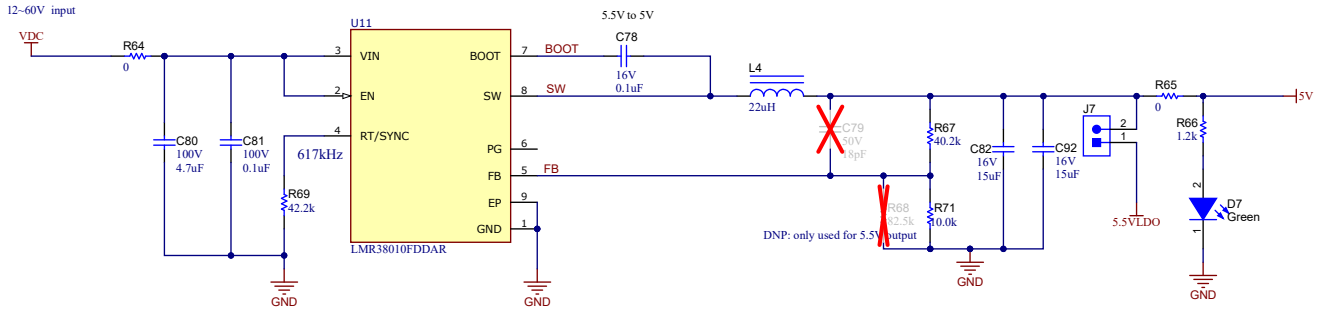 12~60V input
VDC
R64
0
C80
100V
4.7uF
C81
100V
0.1uF
617kHz
R69
42.2k
GND
U11
3
VIN
2
EN
4
RT/SYNC
BOOT
7
SW
8
PG
6
FB
5
EP
9
GND
1
LMR38010FDDAR
GND
5.5V to 5V
BOOT
C78
16V
0.1uF
SW
FB
L4
22uH
C79
50V
18pF
R67
40.2k
R68
82.5k
R71
10.0k
DNP: only used for 5.5V output
GND
C82
16V
15uF
C92
16V
15uF
J7
2
1
5.5VLDO
R65
0
5V
R66
1.2k
2
D7
Green
1
GND